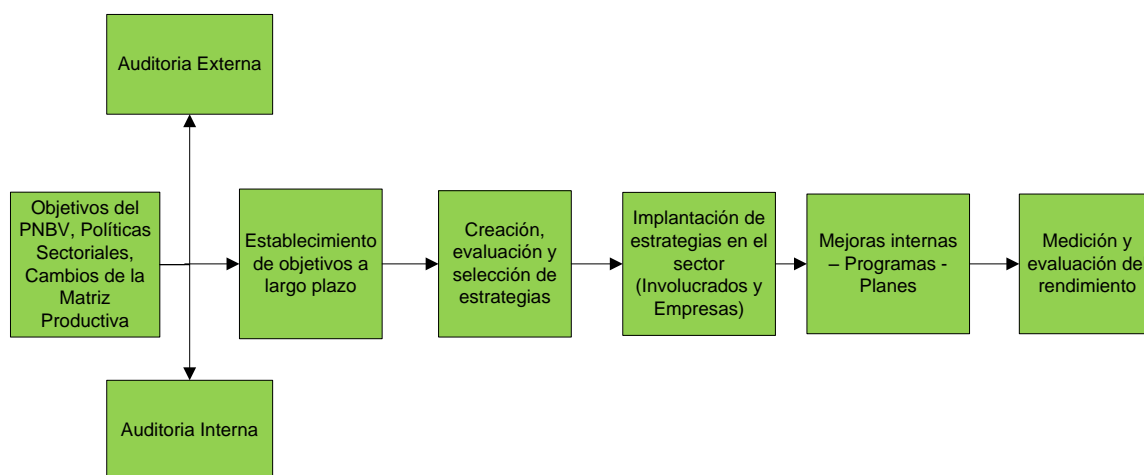 Auditoria Externa
Objetivos del
PNBV, Políticas
Sectoriales,
Cambios de la
Matriz
Productiva
Establecimiento
de objetivos a
largo plazo
Creación,
evaluación y
selección de
estrategias
Implantación de
estrategias en el
sector
(Involucrados y
Empresas)
Mejoras internas
– Programas -
Planes
Medición y
evaluación de
rendimiento
Auditoria Interna